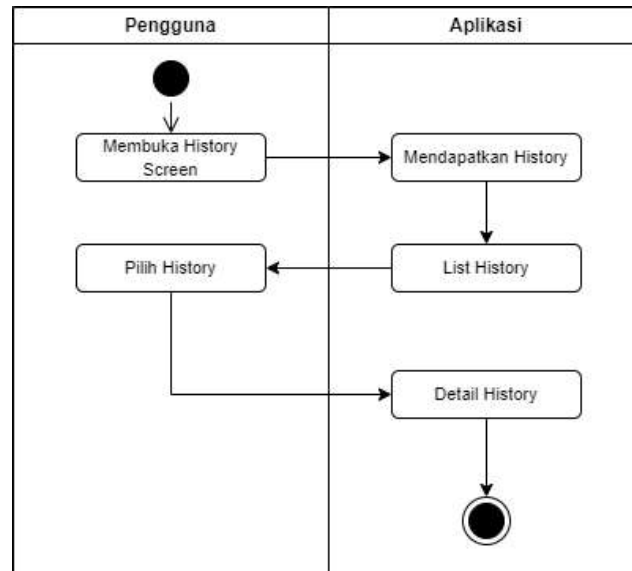 Pengguna
Aplikasi
Membuka History
Screen
Mendapatkan History
Pilih History
List History
Detail History